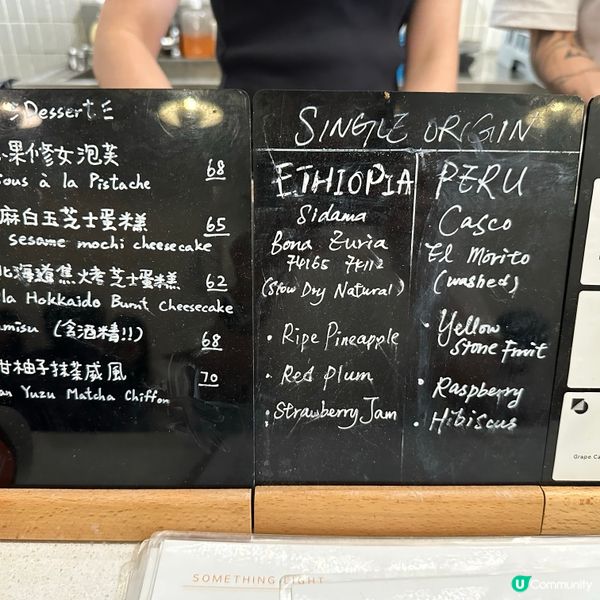 Dessert
果修女泡芙 68
ous à la Pistache
麻白玉芝士蛋糕 65
sesame mochi cheesecake
北海道焦烤芝士蛋糕 62
la Hokkaido Burnt Cheesecake
misu (含酒精!!) 68
甘柚子抹茶戚風 70
an Yuzu Matcha Chiffon
SINGLE ORIGIN
ETHIOPIA
Sidama
Bona Zuria
74165 74112
(Slow Dry Natural)
• Ripe Pineapple
• Red Plum
• Strawberry Jam
PERU
Casco
El Morito
(washed)
• Yellow
Stone Fruit
• Raspberry
• Hibiscus
Grape Ca
SOMETHING EIGHT
UCommunity